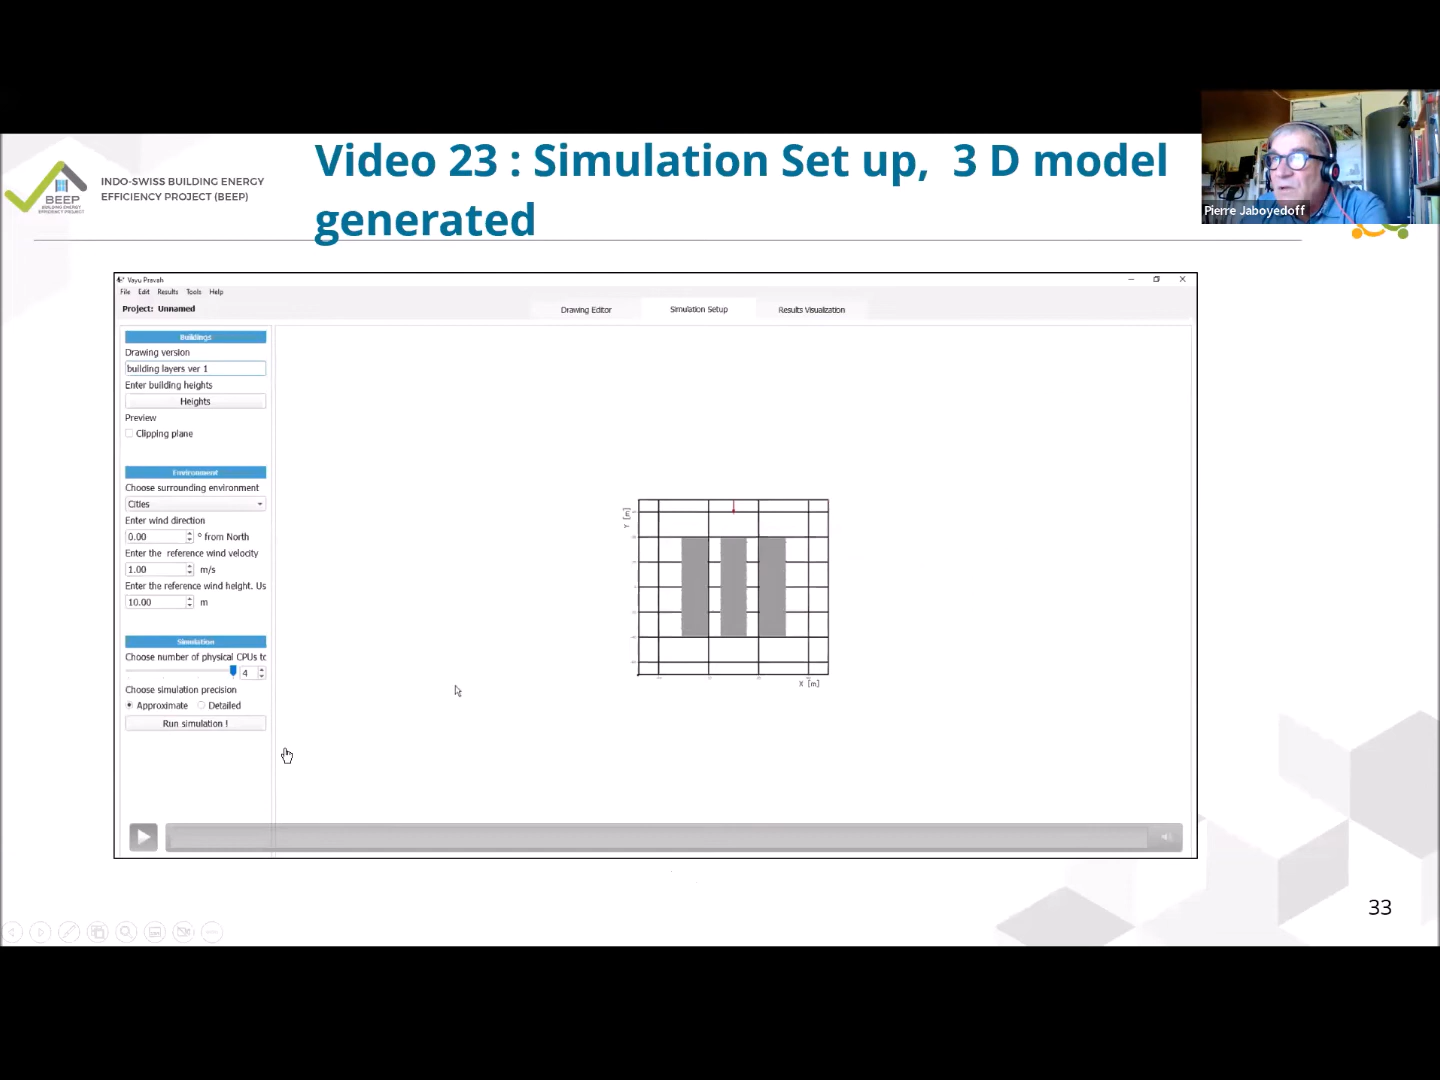 Video 23 : Simulation Set up,  3 D model
generated
INDO-SWISS BUILDING ENERGY
EFFICIENCY PROJECT (BEEP)
BEEP
Pierre Jaboyedoff
Vayu Pravah
File Edit Results Tools Help
Project: Unnamed
Drawing Editor Simulation Setup Results Visualization
Buildings
Drawing version
building layers ver 1
Enter building heights
Heights
Preview
Clipping plane
Environment
Choose surrounding environment
Cities
Enter wind direction
0.00 ° from North
Enter the reference wind velocity
1.00 m/s
Enter the reference wind height. Us
10.00 m
Simulation
Choose number of physical CPUs to
4
Choose simulation precision
Approximate Detailed
Run simulation !
Y [m]
X [m]
33